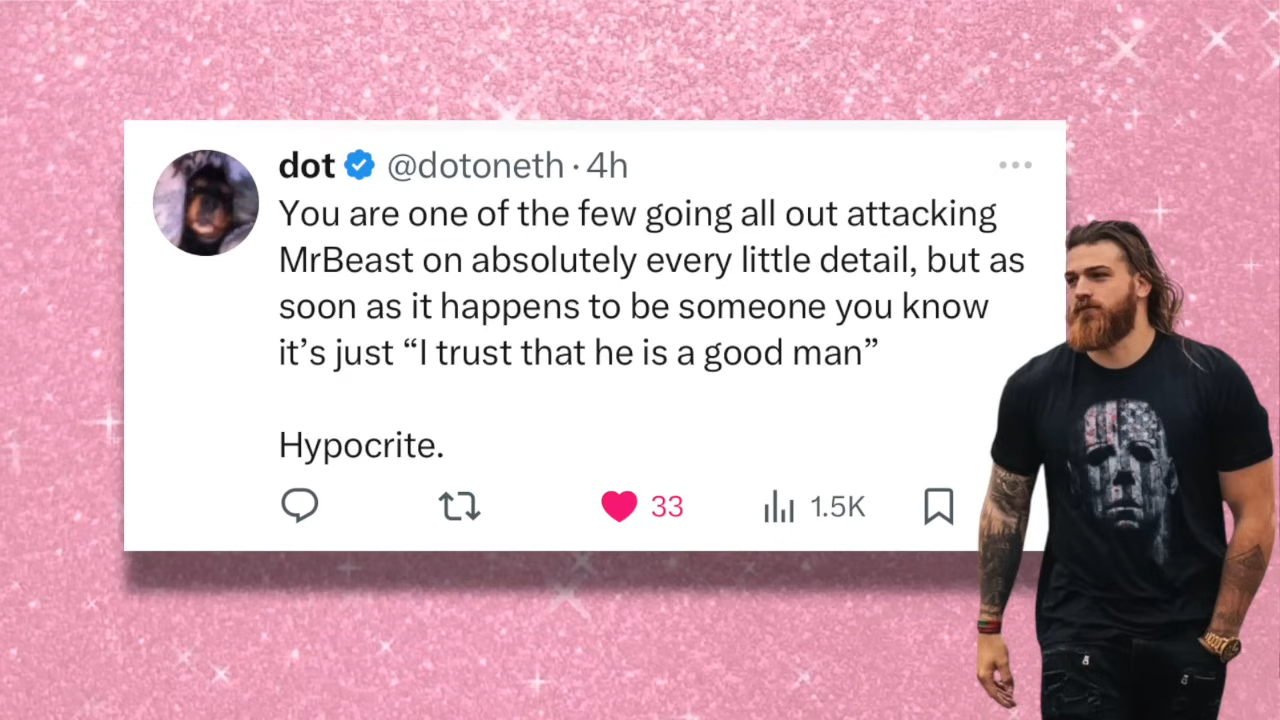 dot @dotoneth · 4h
You are one of the few going all out attacking
MrBeast on absolutely every little detail, but as
soon as it happens to be someone you know
it’s just “I trust that he is a good man”
Hypocrite.
33 1.5K